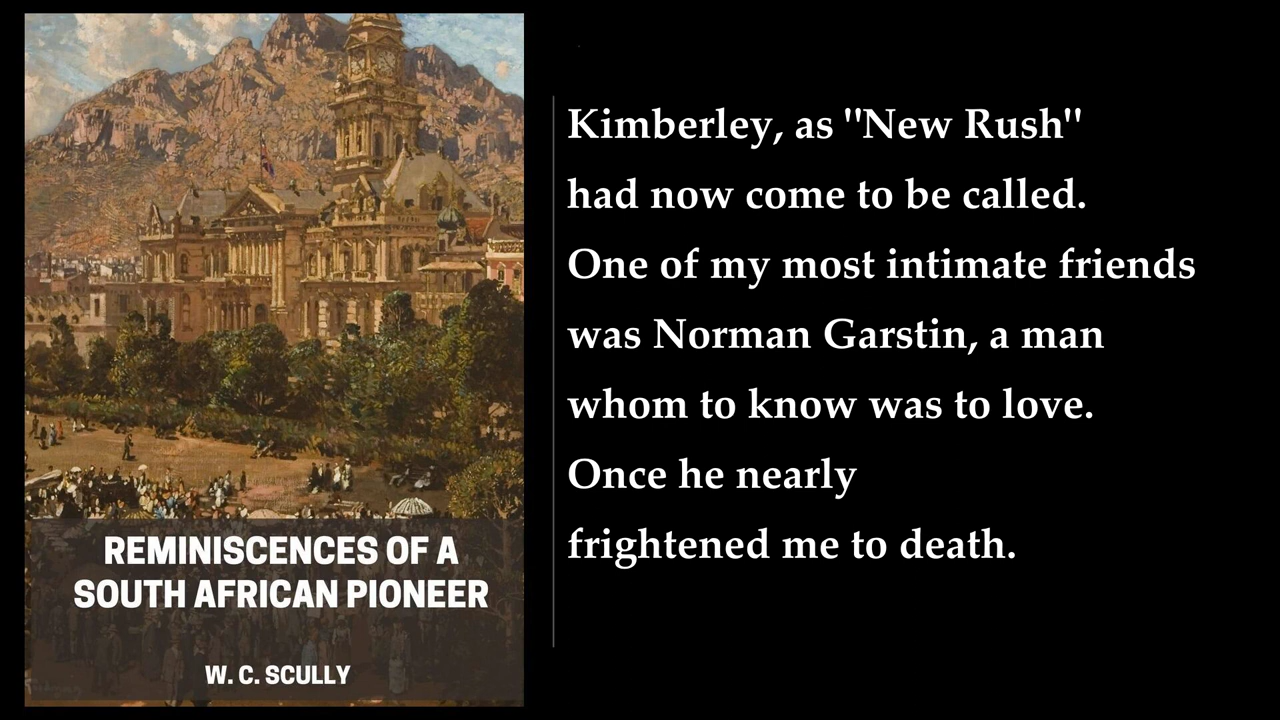 REMINISCENCES OF A
SOUTH AFRICAN PIONEER
W. C. SCULLY
Kimberley, as "New Rush"
had now come to be called.
One of my most intimate friends
was Norman Garstin, a man
whom to know was to love.
Once he nearly
frightened me to death.